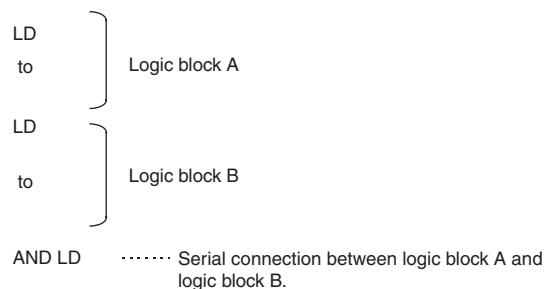 LD
to Logic block A
LD
to Logic block B
AND LD ........ Serial connection between logic block A and
logic block B.